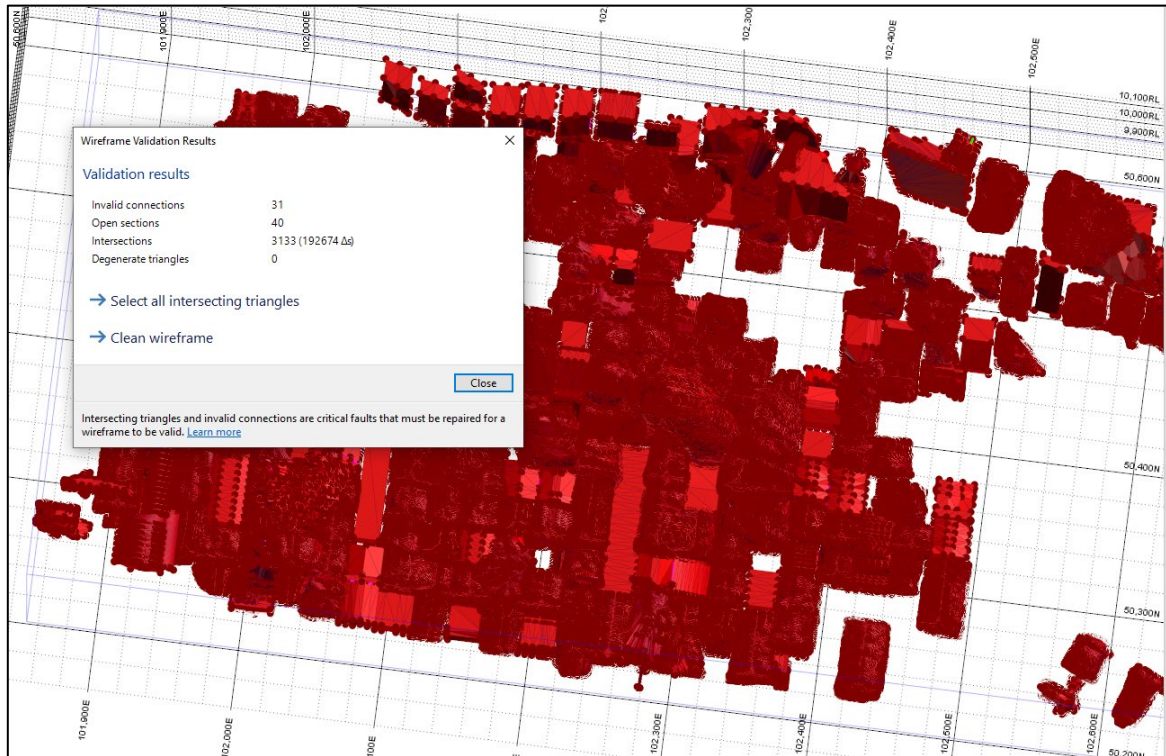 50,600N
101,900E
102,000E
102
102,300
102,400E
102,500E
10,100RL
10,000RL
9,900RL
50,600N
Wireframe Validation Results
Validation results
Invalid connections 31
Open sections 40
Intersections 3133 (192674 Δs)
Degenerate triangles 0
Select all intersecting triangles
Clean wireframe
Close
Intersecting triangles and invalid connections are critical faults that must be repaired for a
wireframe to be valid. Learn more
50,400N
50,300N
50,200N
101,900E
102,000E
100E
102,300E
102,400E
102,500E
102,600E